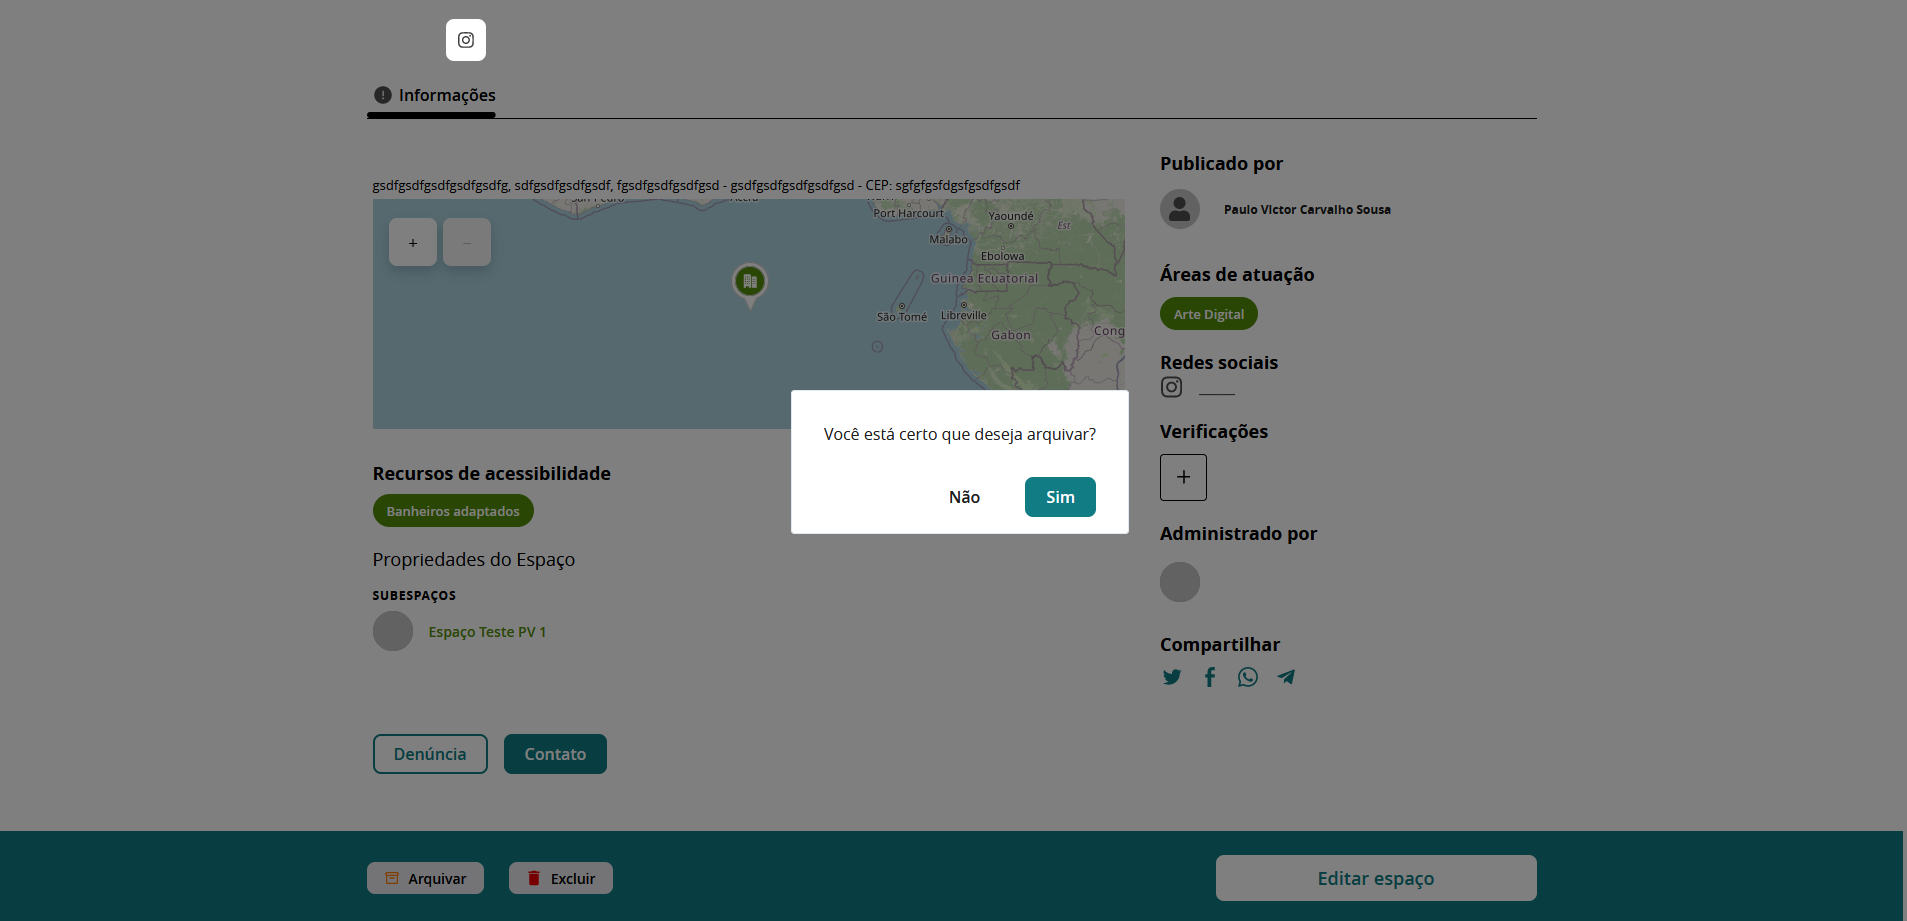 Informações
gsdfgsdfgsdfgsdfgsdfg, sdfgsdfgsdfgsdf, fgsdfgsdfgsdfgsd - gsdfgsdfgsdfgsdfgsd - CEP: sgfgfgsfdgsfgsdfgsdf
Accra
Port Harcourt
Yaoundé
Est
Malabo
Ebolowa
Guinea Ecuatorial
São Tomé
Libreville
Gabon
Cong
+
−
Recursos de acessibilidade
Banheiros adaptados
Propriedades do Espaço
SUBESPAÇOS
Espaço Teste PV 1
Denúncia
Contato
Publicado por
Paulo Victor Carvalho Sousa
Áreas de atuação
Arte Digital
Redes sociais
Verificações
+
Administrado por
Compartilhar
Você está certo que deseja arquivar?
Não
Sim
Arquivar
Excluir
Editar espaço